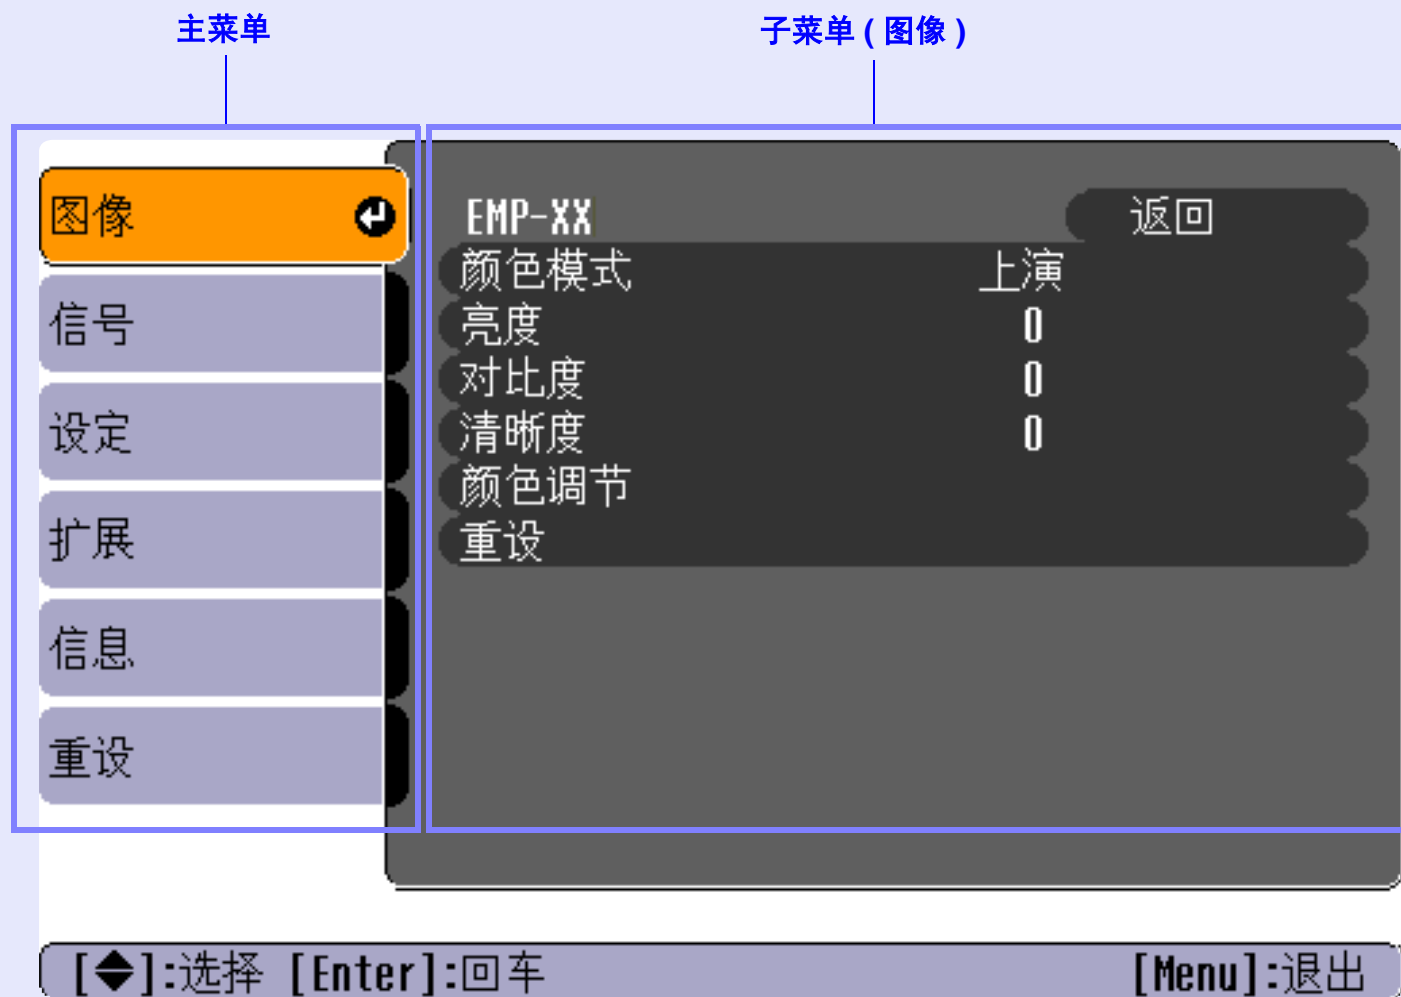 主菜单
子菜单 ( 图像 )
图像
信号
设定
扩展
信息
重设
EMP-XX 返回
颜色模式 上演
亮度 0
对比度 0
清晰度 0
颜色调节
重设
[◆]:选择 [Enter]:回车 [Menu]:退出